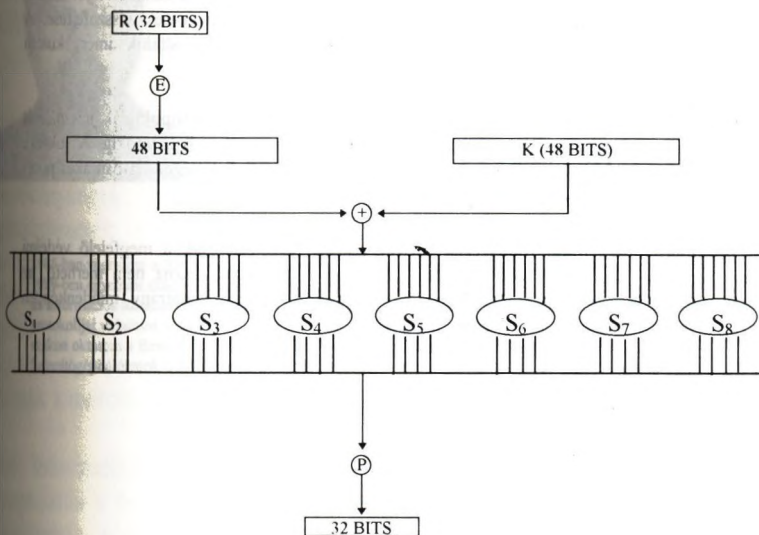 R (32 BITS)
E
48 BITS
K (48 BITS)
+
S1 S2 S3 S4 S5 S6 S7 S8
P
32 BITS